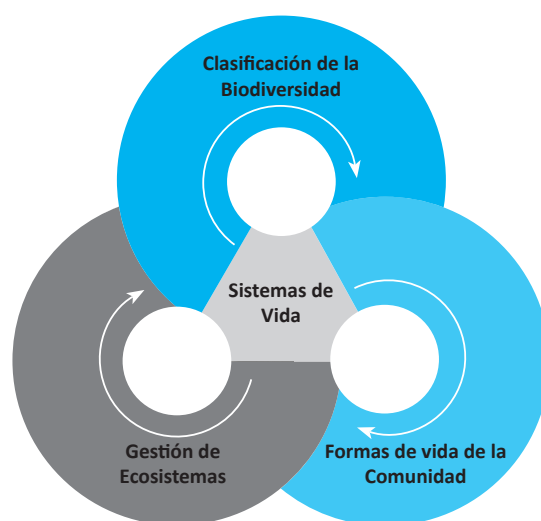 Clasificación de la
Biodiversidad
Sistemas de
Vida
Gestión de
Ecosistemas
Formas de vida de la
Comunidad